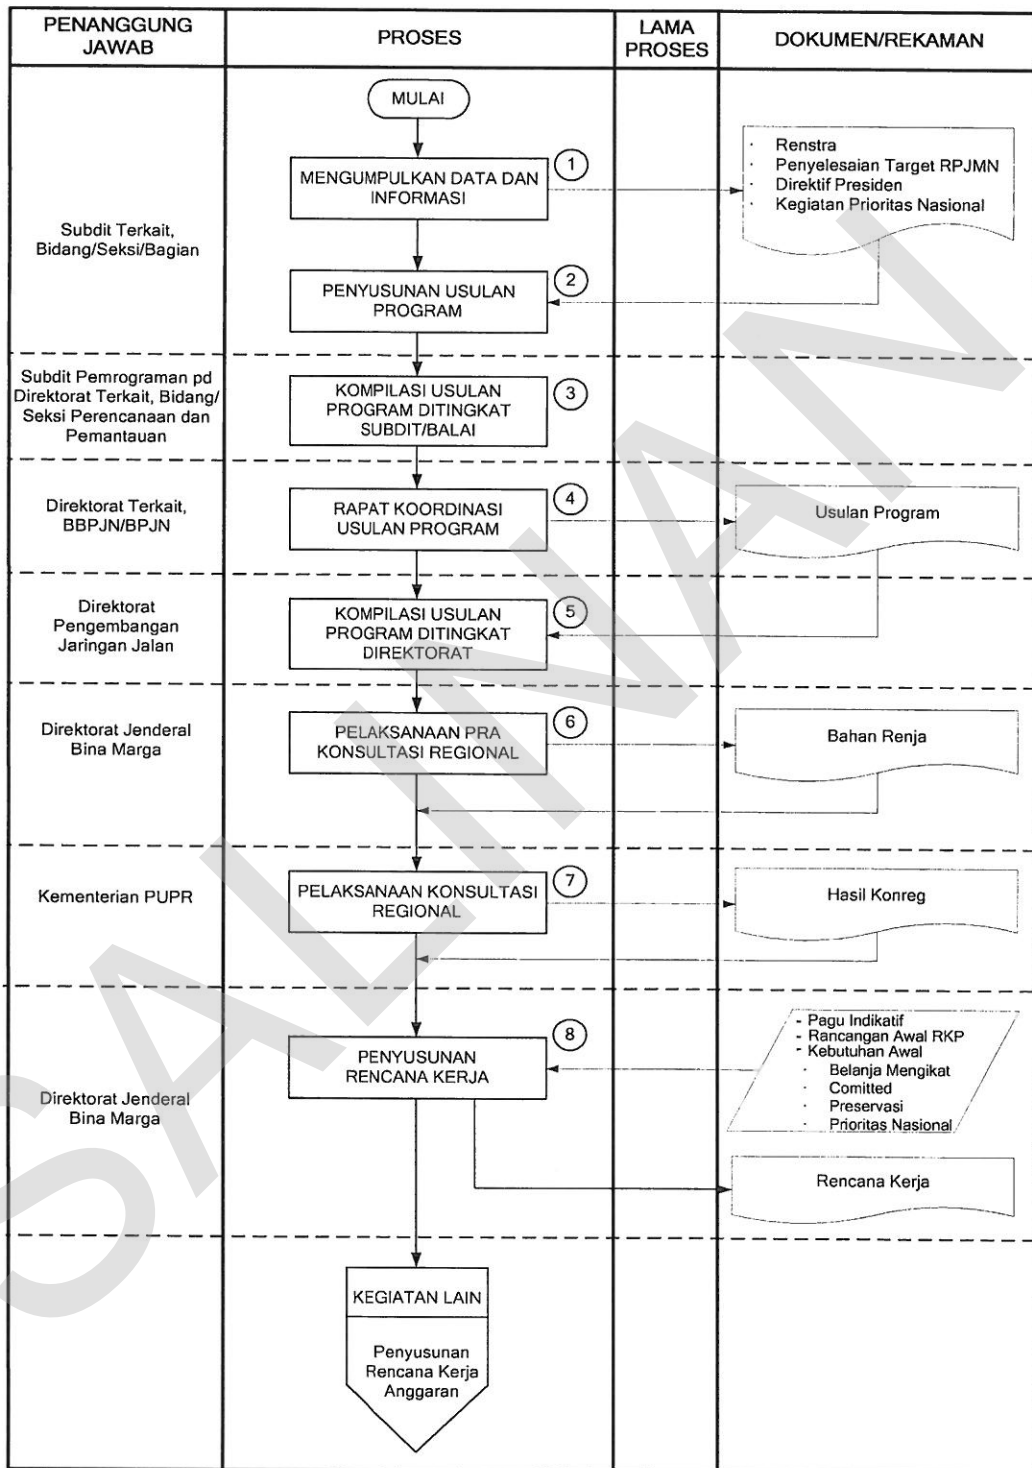 PENANGGUNG
JAWAB
PROSES
LAMA
PROSES
DOKUMEN/REKAMAN
MULAI
Subdit Terkait,
Bidang/Seksi/Bagian
1
MENGUMPULKAN DATA DAN
INFORMASI
· Renstra
· Penyelesaian Target RPJMN
· Direktif Presiden
· Kegiatan Prioritas Nasional
2
PENYUSUNAN USULAN
PROGRAM
Subdit Pemrograman pd
Direktorat Terkait, Bidang/
Seksi Perencanaan dan
Pemantauan
3
KOMPILASI USULAN
PROGRAM DITINGKAT
SUBDIT/BALAI
Direktorat Terkait,
BBPJN/BPJN
4
RAPAT KOORDINASI
USULAN PROGRAM
Usulan Program
Direktorat
Pengembangan
Jaringan Jalan
5
KOMPILASI USULAN
PROGRAM DITINGKAT
DIREKTORAT
Direktorat Jenderal
Bina Marga
6
PELAKSANAAN PRA
KONSULTASI REGIONAL
Bahan Renja
Kementerian PUPR
7
PELAKSANAAN KONSULTASI
REGIONAL
Hasil Konreg
Direktorat Jenderal
Bina Marga
8
PENYUSUNAN
RENCANA KERJA
- Pagu Indikatif
- Rancangan Awal RKP
- Kebutuhan Awal
· Belanja Mengikat
· Comitted
· Preservasi
· Prioritas Nasional
Rencana Kerja
KEGIATAN LAIN
Penyusunan
Rencana Kerja
Anggaran
SALINAN